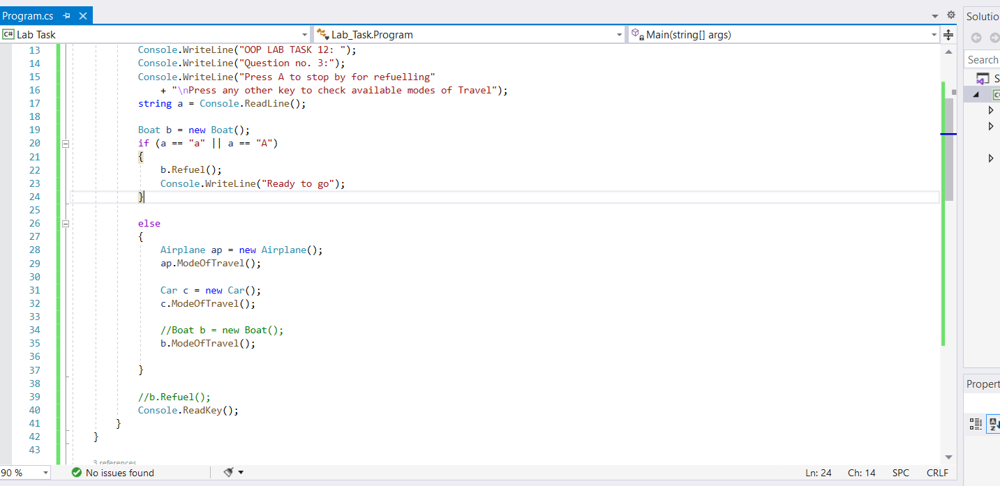 Program.cs
Solutio
C# Lab Task
Lab_Task.Program
Main(string[] args)
Search
S
13 Console.WriteLine("OOP LAB TASK 12: ");
14 Console.WriteLine("Question no. 3:");
15 Console.WriteLine("Press A to stop by for refuelling"
16 + "\nPress any other key to check available modes of Travel");
17 string a = Console.ReadLine();
18
19 Boat b = new Boat();
20 if (a == "a" || a == "A")
21 {
22 b.Refuel();
23 Console.WriteLine("Ready to go");
24 }
25
26 else
27 {
28 Airplane ap = new Airplane();
29 ap.ModeOfTravel();
30
31 Car c = new Car();
32 c.ModeOfTravel();
33
34 //Boat b = new Boat();
35 b.ModeOfTravel();
36
37 }
38
39 //b.Refuel();
40 Console.ReadKey();
41 }
42 }
43
3 references
Propert
90 %
No issues found
Ln: 24 Ch: 14 SPC CRLF